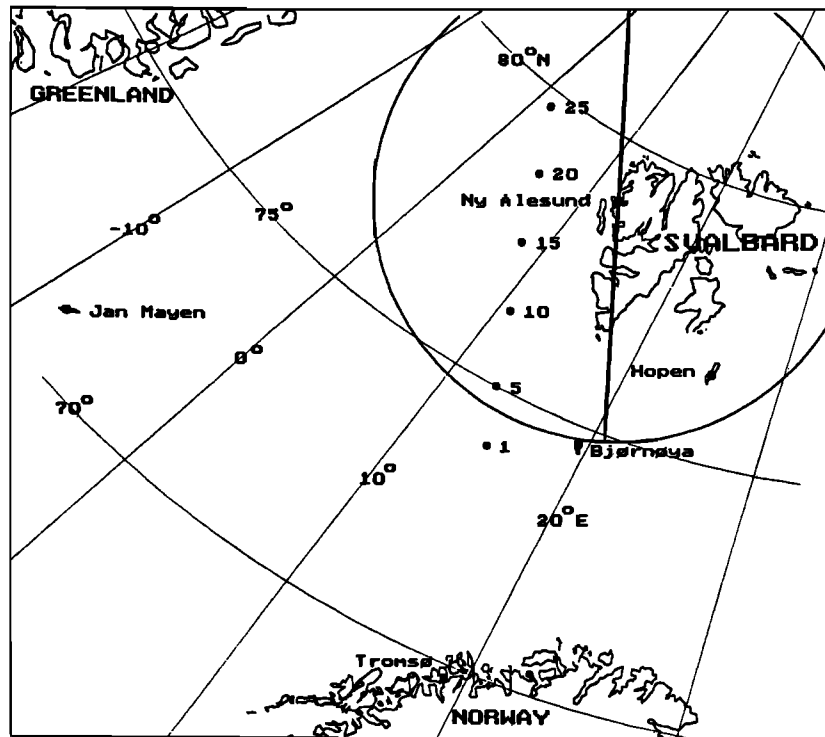 80°N
GREENLAND
25
20
Ny Alesund
75°
-10°
15
SVALBARD
Jan Mayen
10
0°
Hopen
5
70°
1
Bjørnøya
10°
20°E
Tromsø
NORWAY